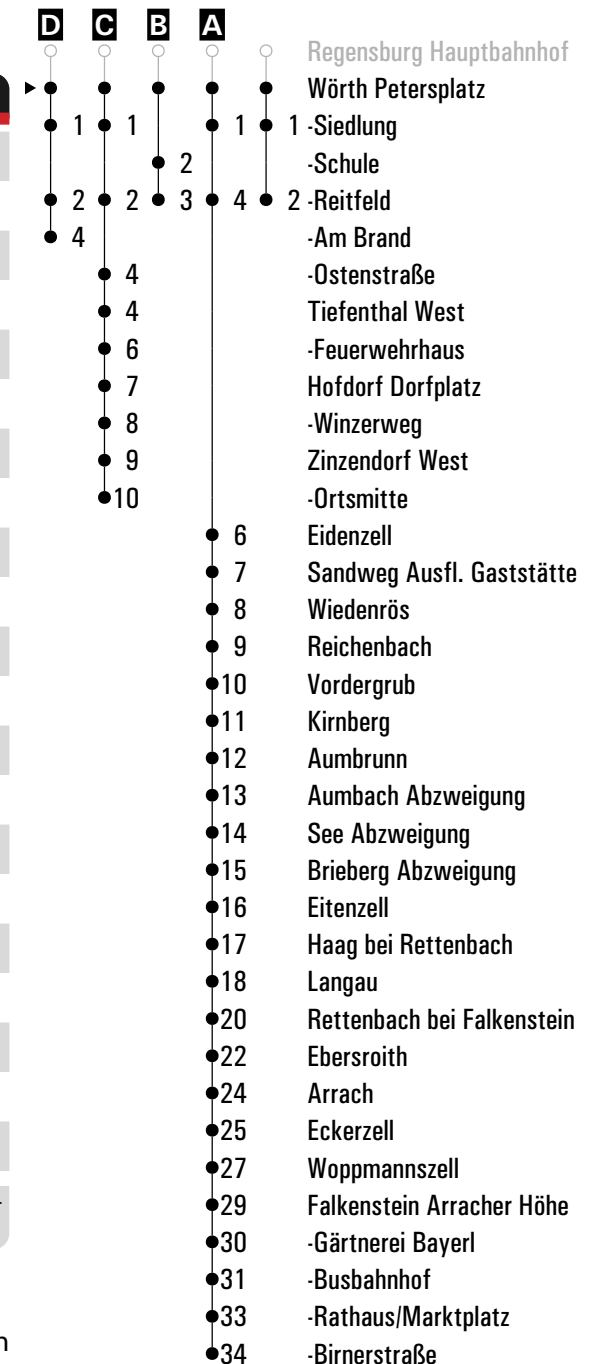 D C B A
Regensburg Hauptbahnhof
Wörth Petersplatz
1 1 1 1 -Siedlung
2 -Schule
2 2 3 4 2 -Reitfeld
4 -Am Brand
4 -Ostenstraße
4 Tiefenthal West
6 -Feuerwehrhaus
7 Hofdorf Dorfplatz
8 -Winzerweg
9 Zinzendorf West
10 -Ortsmitte
6 Eidenzell
7 Sandweg Ausfl. Gaststätte
8 Wiedenrös
9 Reichenbach
10 Vordergrub
11 Kirnberg
12 Aumbrunn
13 Aumbach Abzweigung
14 See Abzweigung
15 Brieberg Abzweigung
16 Eitenzell
17 Haag bei Rettenbach
18 Langau
20 Rettenbach bei Falkenstein
22 Ebersroith
24 Arrach
25 Eckerzell
27 Woppmannszell
29 Falkenstein Arracher Höhe
30 -Gärtnerei Bayerl
31 -Busbahnhof
33 -Rathaus/Marktplatz
34 -Birnerstraße